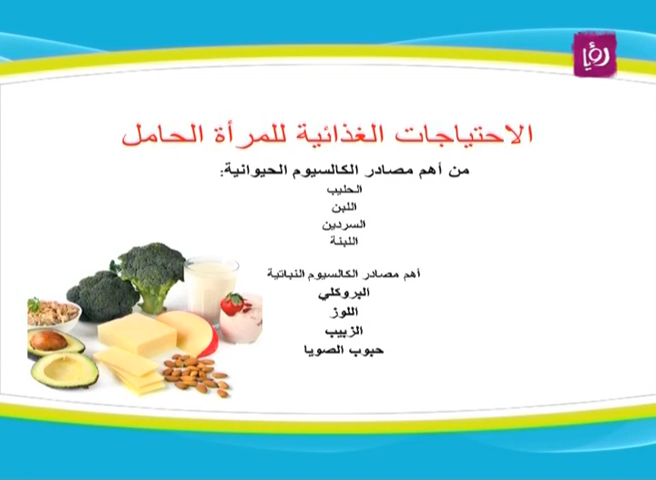 رؤيا
الاحتياجات الغذائية للمرأة الحامل
من أهم مصادر الكالسيوم الحيوانية:
الحليب
اللبن
السردين
اللبنة
أهم مصادر الكالسيوم النباتية
البروكلي
اللوز
الزبيب
حبوب الصويا